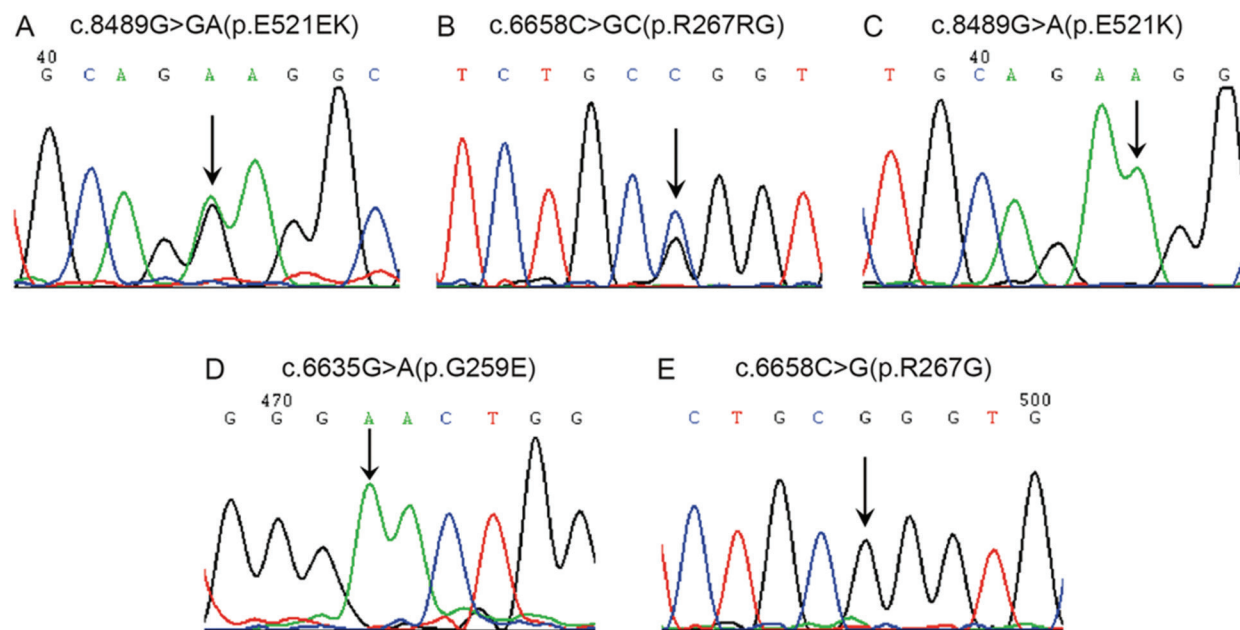 A c.8489G>GA(p.E521EK)
40
G C A G A A G G C
B c.6658C>GC(p.R267RG)
T C T G C C G G T
C c.8489G>A(p.E521K)
40
T G C A G A A G G
D c.6635G>A(p.G259E)
470
G G G A A C T G G
E c.6658C>G(p.R267G)
500
C T G C G G G T G